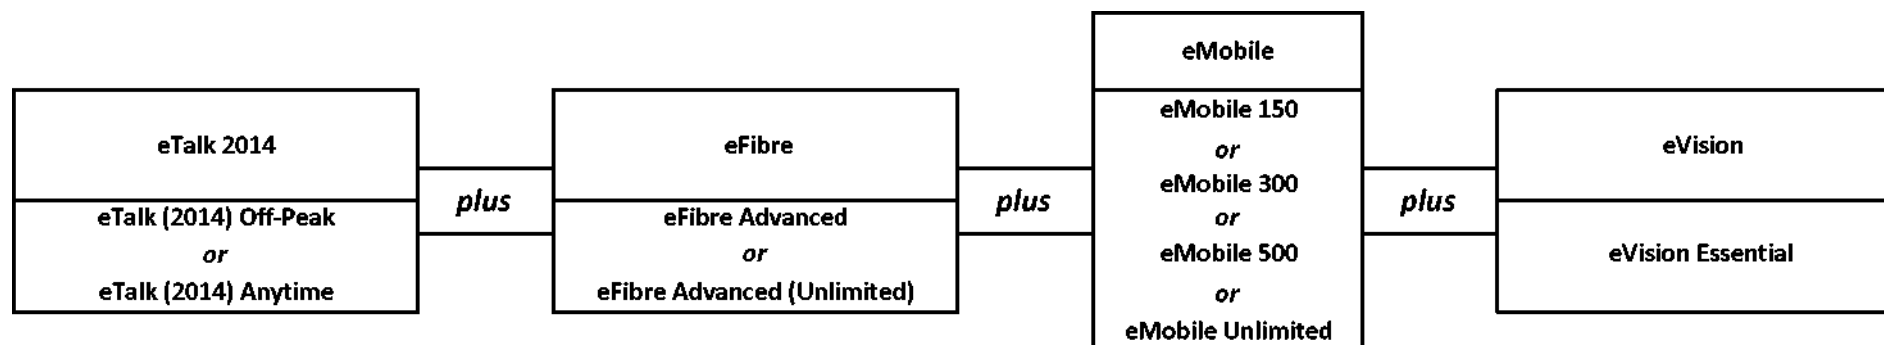 eTalk 2014
eTalk (2014) Off-Peak
or
eTalk (2014) Anytime
plus
eFibre
eFibre Advanced
or
eFibre Advanced (Unlimited)
plus
eMobile
eMobile 150
or
eMobile 300
or
eMobile 500
or
eMobile Unlimited
plus
eVision
eVision Essential